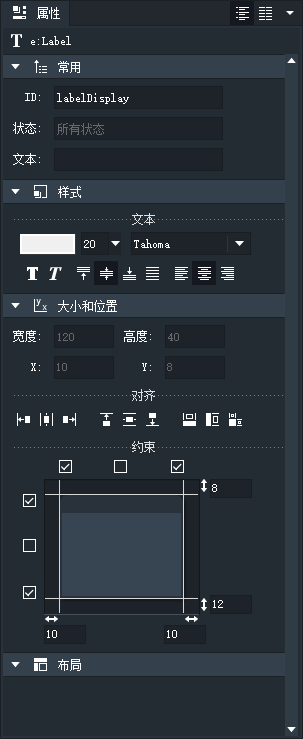 属性
T e:Label
常用
ID: labelDisplay
状态: 所有状态
文本:
样式
文本
20 Tahoma
T T
大小和位置
宽度: 120 高度: 40
X: 10 Y: 8
对齐
约束
8
12
10 10
布局